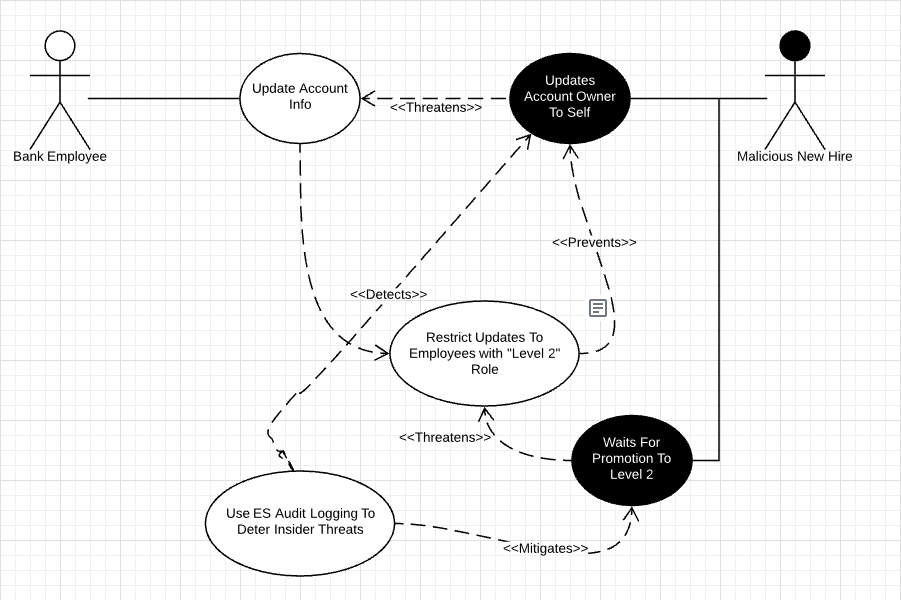 Update Account
Info
<<Threatens>>
Updates
Account Owner
To Self
Bank Employee
Malicious New Hire
<<Prevents>>
<<Detects>>
Restrict Updates To
Employees with "Level 2"
Role
<<Threatens>>
Waits For
Promotion To
Level 2
Use ES Audit Logging To
Deter Insider Threats
<<Mitigates>>